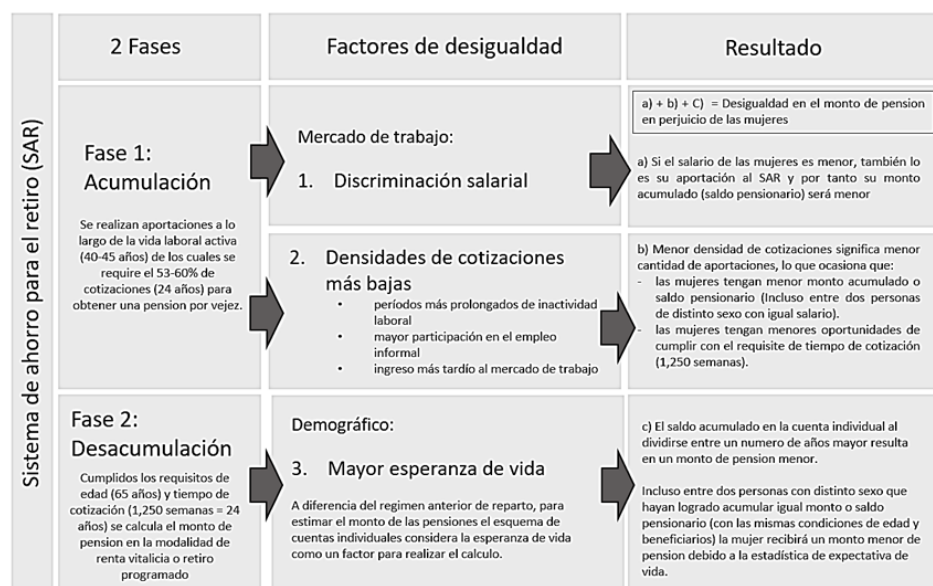 Sistema de ahorro para el retiro (SAR)
2 Fases
Factores de desigualdad
Resultado
Fase 1:
Acumulación
Se realizan aportaciones a lo
largo de la vida laboral activa
(40-45 años) de los cuales se
require el 53-60% de
cotizaciones (24 años) para
obtener una pension por vejez.
Mercado de trabajo:
1. Discriminación salarial
a) + b) + C) = Desigualdad en el monto de pension
en perjuicio de las mujeres
a) Si el salario de las mujeres es menor, también lo
es su aportación al SAR y por tanto su monto
acumulado (saldo pensionario) será menor
2. Densidades de cotizaciones
más bajas
• períodos más prolongados de inactividad
laboral
• mayor participación en el empleo
informal
• ingreso más tardío al mercado de trabajo
b) Menor densidad de cotizaciones significa menor
cantidad de aportaciones, lo que ocasiona que:
- las mujeres tengan menor monto acumulado o
saldo pensionario (Incluso entre dos personas
de distinto sexo con igual salario).
- las mujeres tengan menores oportunidades de
cumplir con el requisite de tiempo de cotización
(1,250 semanas).
Fase 2:
Desacumulación
Cumplidos los requisitos de
edad (65 años) y tiempo de
cotización (1,250 semanas = 24
años) se calcula el monto de
pension en la modalidad de
renta vitalicia o retiro
programado
Demográfico:
3. Mayor esperanza de vida
A diferencia del regimen anterior de reparto, para
estimar el monto de las pensiones el esquema de
cuentas individuales considera la esperanza de vida
como un factor para realizar el calculo.
c) El saldo acumulado en la cuenta individual al
dividirse entre un numero de años mayor resulta
en un monto de pension menor.
Incluso entre dos personas con distinto sexo que
hayan logrado acumular igual monto o saldo
pensionario (con las mismas condiciones de edad y
beneficiarios) la mujer recibirá un monto menor de
pension debido a la estadística de expectativa de
vida.